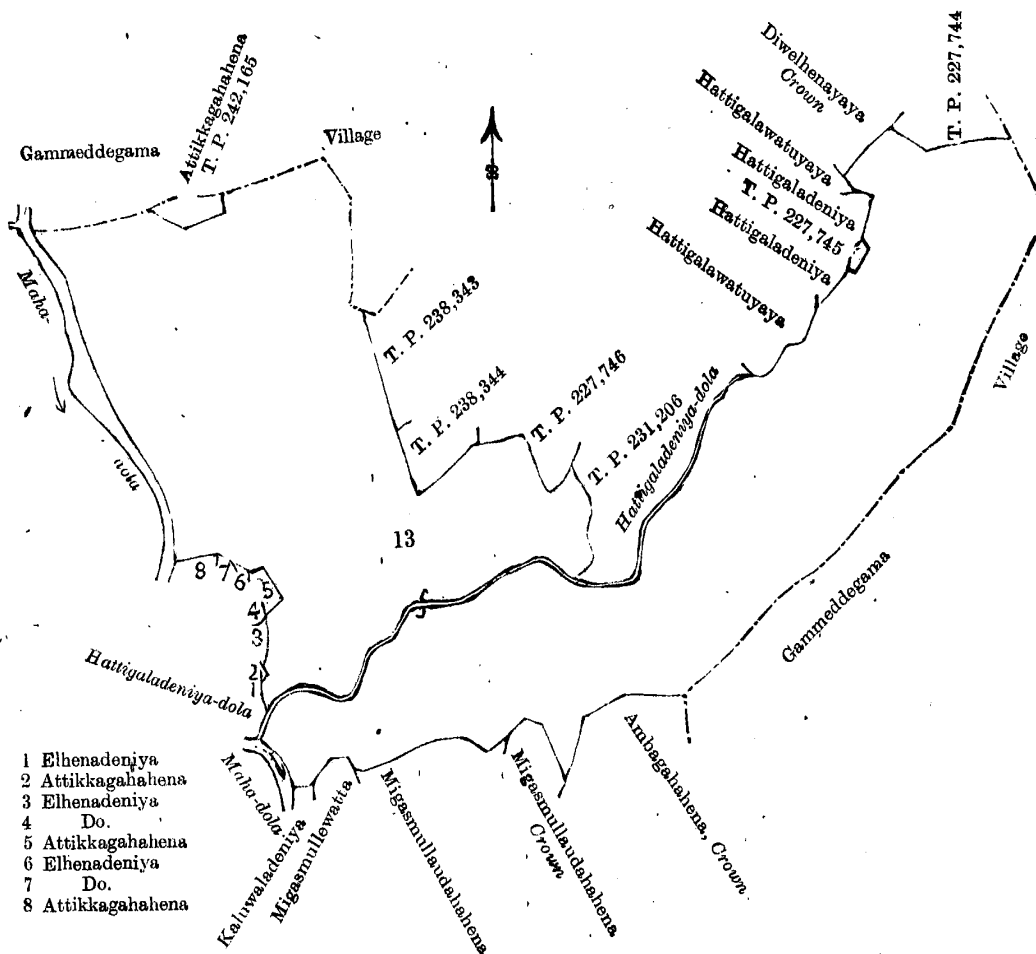 Gammeddegama
Attikkagahahena
T. P. 242,165
Village
Diwelhenayaya
Crown
T. P. 227,744
Hattigalawatuyaya
Hattigaladeniya
T. P. 227,745
Hattigaladeniya
Hattigalawatuyaya
Maha-
dola
T. P. 238,343
T. P. 238,344
T. P. 227,746
T. P. 231,206
Hattigaladeniya-dola
Village
Gammeddegama
13
8
7
6
5
4
3
2
1
Hattigaladeniya-dola
Maha-dola
Kaluwaladeniya
Migasmullewatta
Migasmullaudahahena
Migasmullaudahahena
Crown
Ambagahahena, Crown
1 Elhenadeniya
2 Attikkagahahena
3 Elhenadeniya
4 Do.
5 Attikkagahahena
6 Elhenadeniya
7 Do.
8 Attikkagahahena